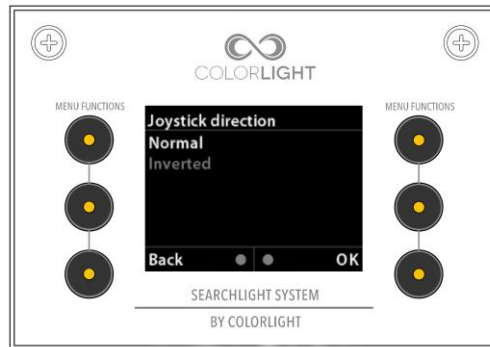 COLORLIGHT
MENU FUNCTIONS
MENU FUNCTIONS
Joystick direction
Normal
Inverted
Back OK
SEARCHLIGHT SYSTEM
BY COLORLIGHT